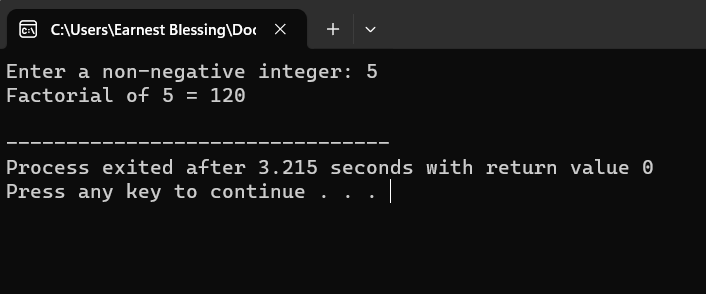 C:\Users\Earnest Blessing\Doc
Enter a non-negative integer: 5
Factorial of 5 = 120
--------------------------------
Process exited after 3.215 seconds with return value 0
Press any key to continue . . .